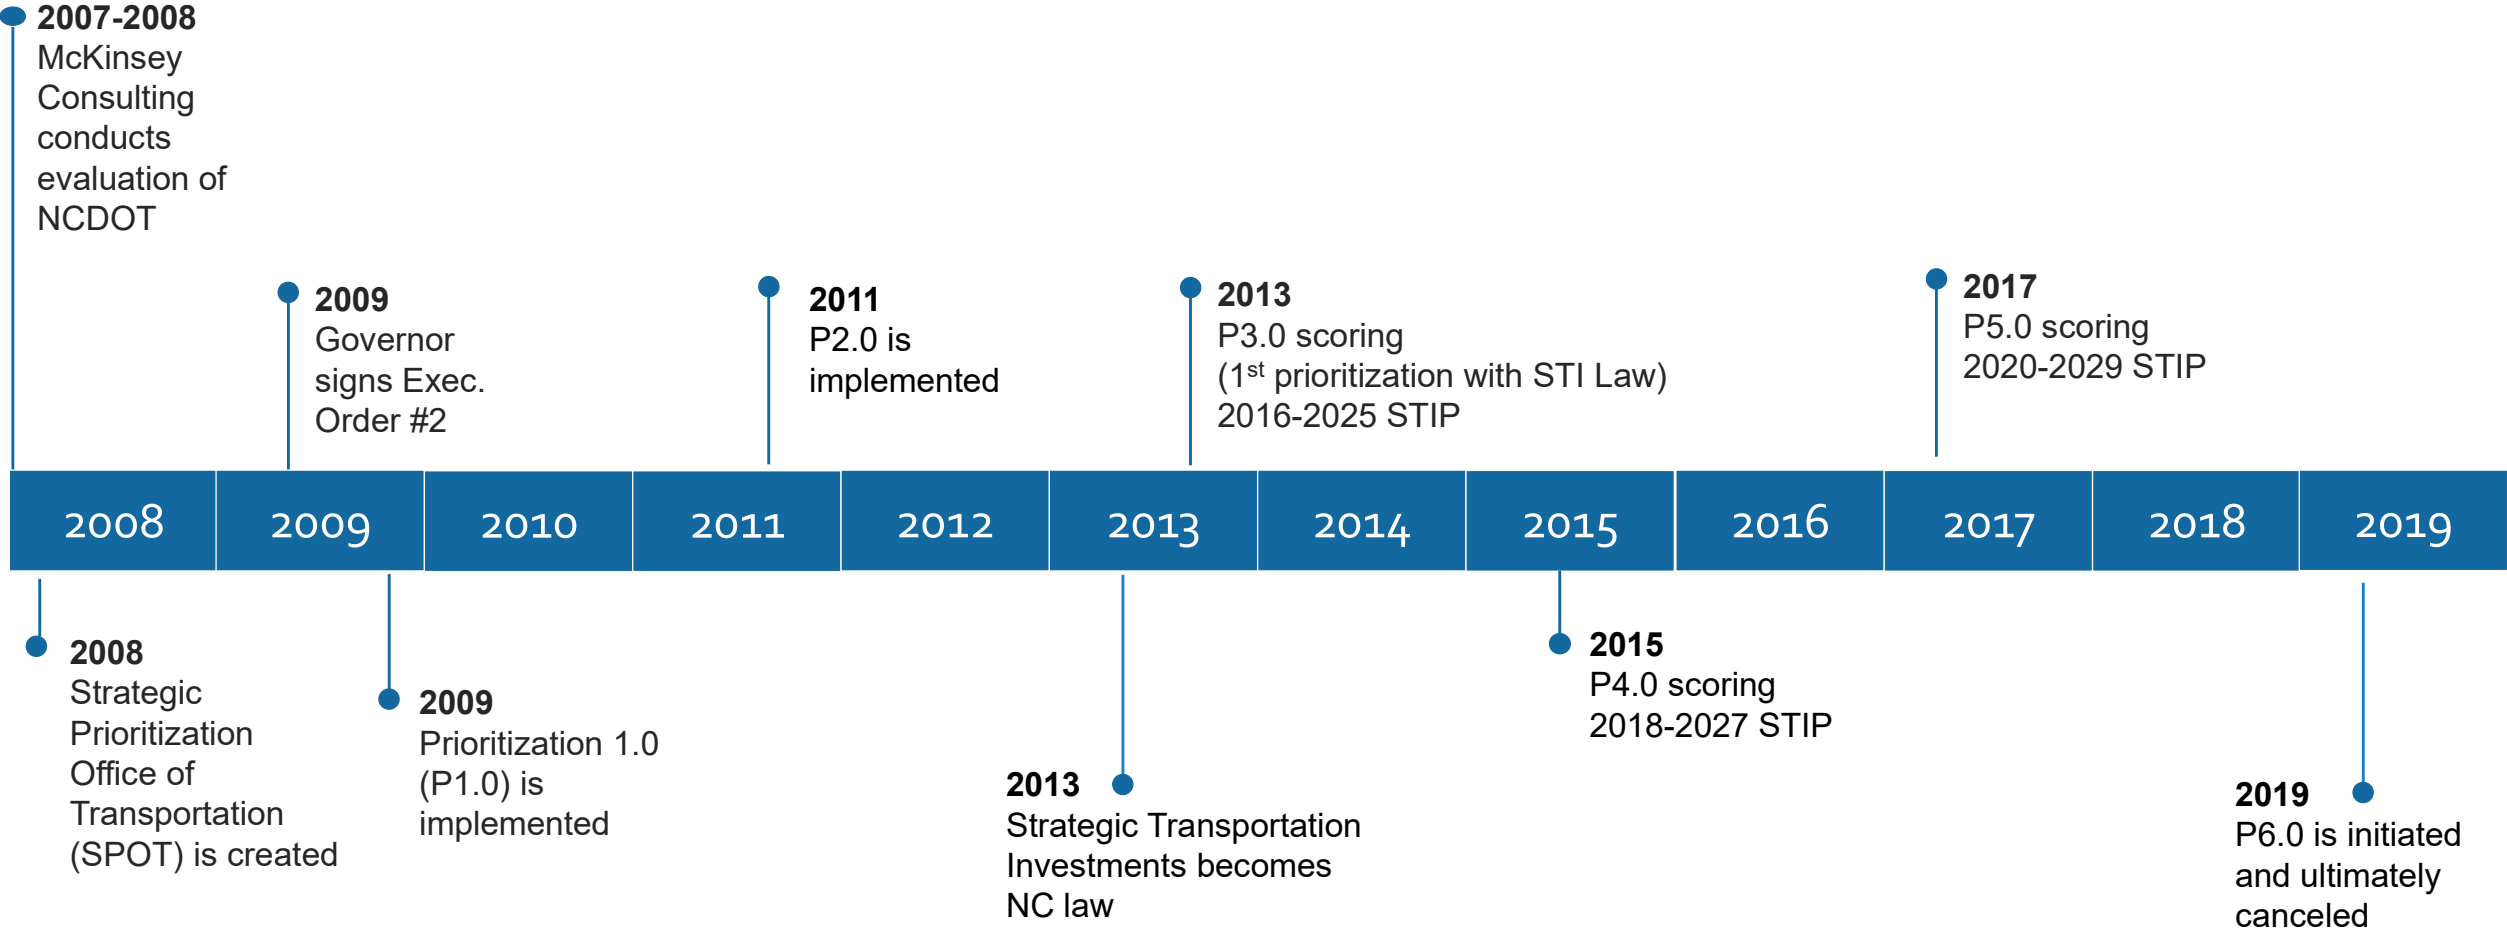 2007-2008
McKinsey
Consulting
conducts
evaluation of
NCDOT
2009
Governor
signs Exec.
Order #2
2011
P2.0 is
implemented
2013
P3.0 scoring
(1st prioritization with STI Law)
2016-2025 STIP
2017
P5.0 scoring
2020-2029 STIP
2008
2009
2010
2011
2012
2013
2014
2015
2016
2017
2018
2019
2008
Strategic
Prioritization
Office of
Transportation
(SPOT) is created
2009
Prioritization 1.0
(P1.0) is
implemented
2013
Strategic Transportation
Investments becomes
NC law
2015
P4.0 scoring
2018-2027 STIP
2019
P6.0 is initiated
and ultimately
canceled